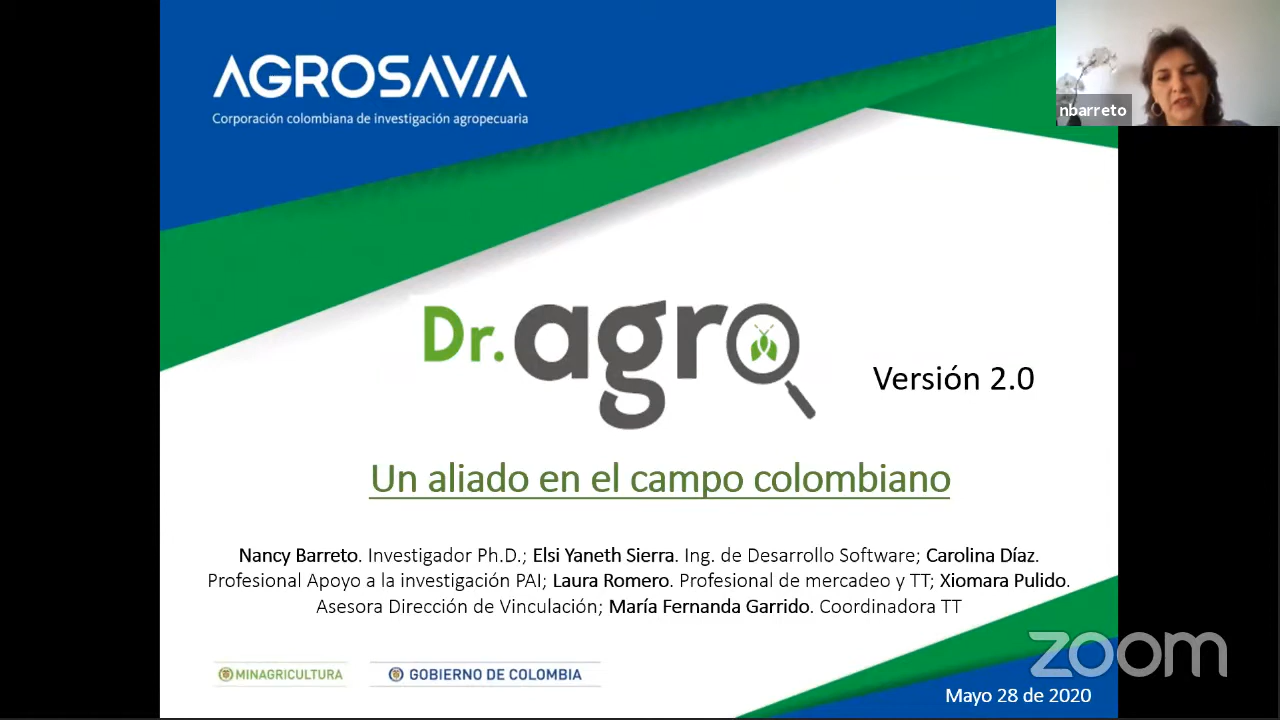 AGROSAVIA
Corporación colombiana de investigación agropecuaria
nbarreto
Dr. agro
Versión 2.0
Un aliado en el campo colombiano
Nancy Barreto. Investigador Ph.D.; Elsi Yaneth Sierra. Ing. de Desarrollo Software; Carolina Díaz.
Profesional Apoyo a la investigación PAI; Laura Romero. Profesional de mercadeo y TT; Xiomara Pulido.
Asesora Dirección de Vinculación; María Fernanda Garrido. Coordinadora TT
MINAGRICULTURA
GOBIERNO DE COLOMBIA
zoom
Mayo 28 de 2020